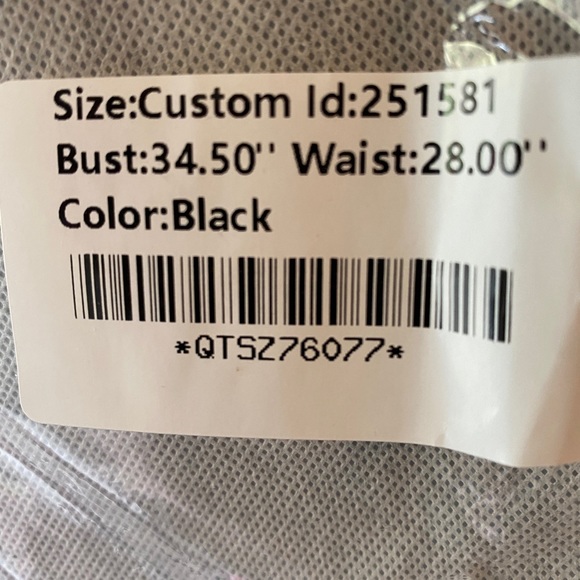 Size:Custom Id:251581
Bust:34.50'' Waist:28.00''
Color:Black
*QTSZ76077*